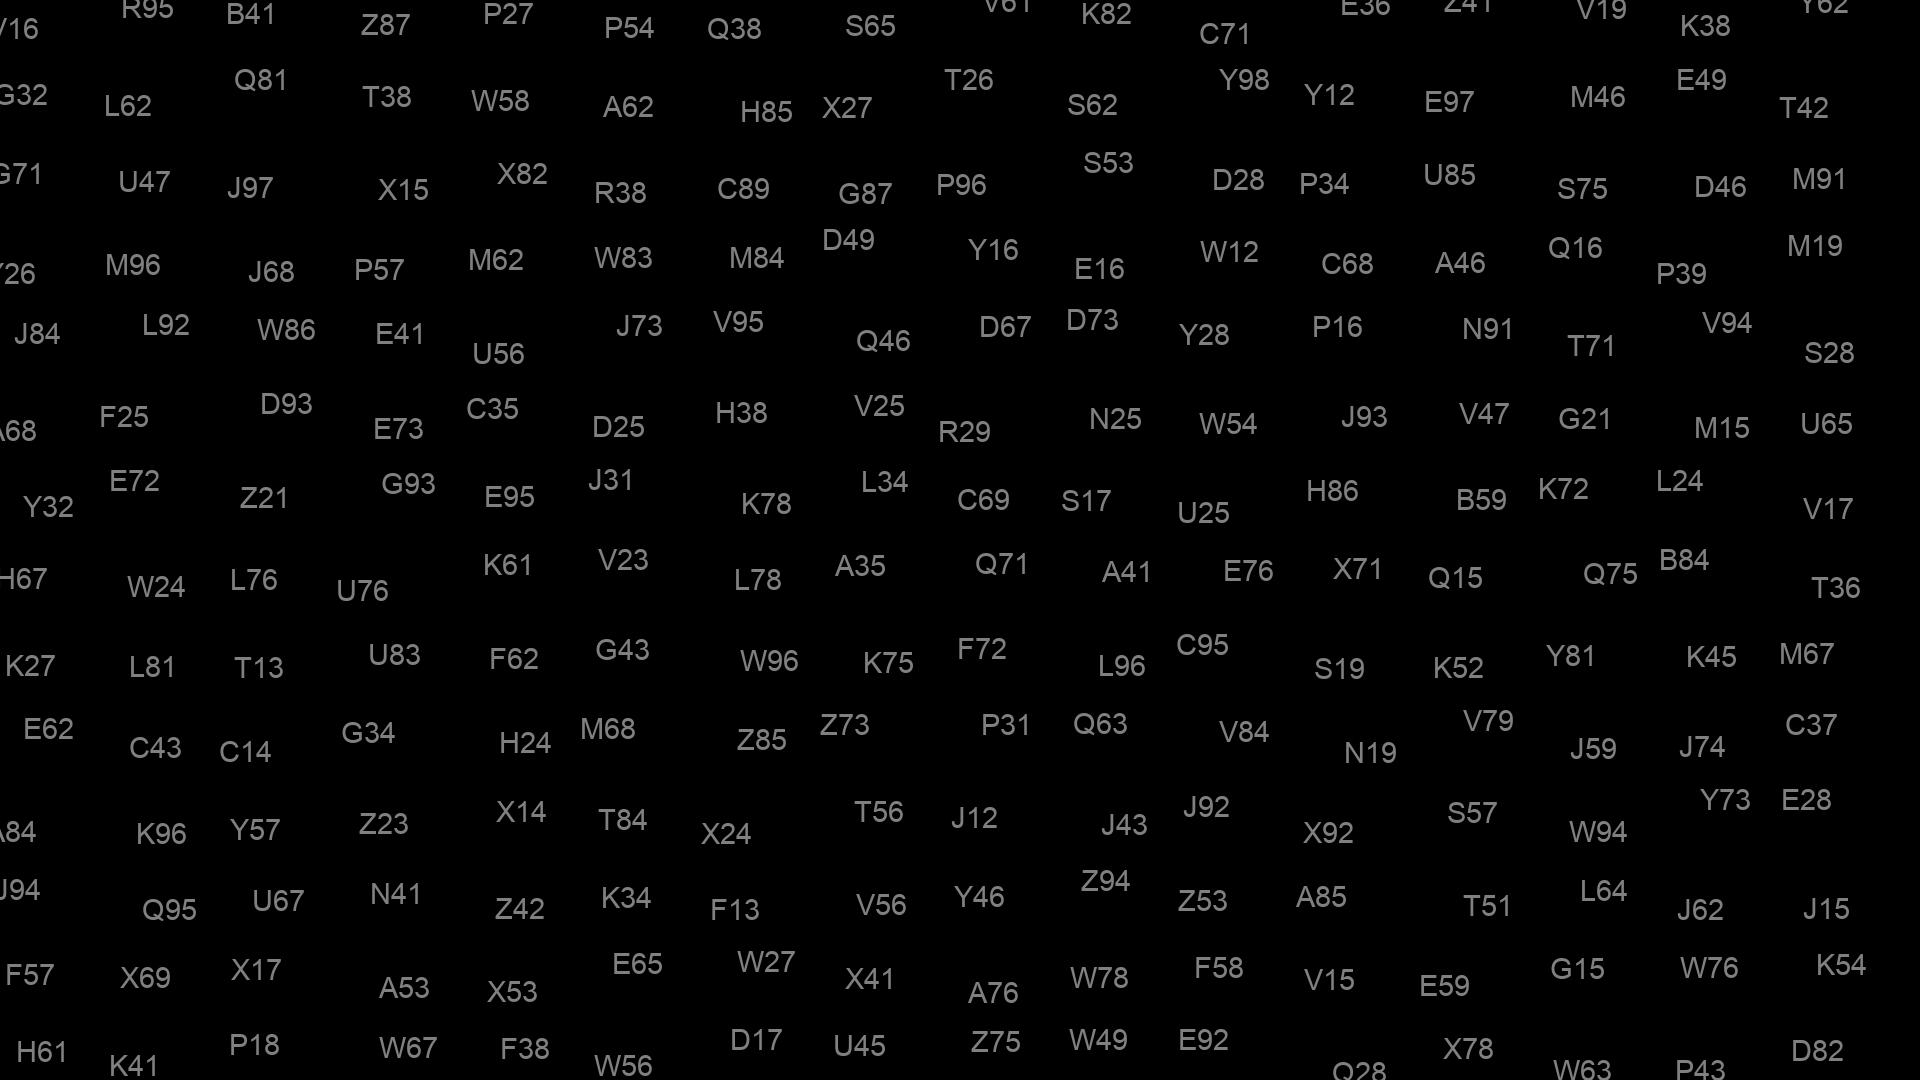 V16 R95 B41 Z87 P27 P54 Q38 S65 V61 K82 C71 E36 Z41 V19 K38 Y62
G32 L62 Q81 T38 W58 A62 H85 X27 T26 S62 Y98 Y12 E97 M46 E49 T42
G71 U47 J97 X15 X82 R38 C89 G87 P96 S53 D28 P34 U85 S75 D46 M91
Y26 M96 J68 P57 M62 W83 M84 D49 Y16 E16 W12 C68 A46 Q16 P39 M19
J84 L92 W86 E41 U56 J73 V95 Q46 D67 D73 Y28 P16 N91 T71 V94 S28
A68 F25 D93 E73 C35 D25 H38 V25 R29 N25 W54 J93 V47 G21 M15 U65
Y32 E72 Z21 G93 E95 J31 K78 L34 C69 S17 U25 H86 B59 K72 L24 V17
H67 W24 L76 U76 K61 V23 L78 A35 Q71 A41 E76 X71 Q15 Q75 B84 T36
K27 L81 T13 U83 F62 G43 W96 K75 F72 L96 C95 S19 K52 Y81 K45 M67
E62 C43 C14 G34 H24 M68 Z85 Z73 P31 Q63 V84 N19 V79 J59 J74 C37
A84 K96 Y57 Z23 X14 T84 X24 T56 J12 J43 J92 X92 S57 W94 Y73 E28
J94 Q95 U67 N41 Z42 K34 F13 V56 Y46 Z94 Z53 A85 T51 L64 J62 J15
F57 X69 X17 A53 X53 E65 W27 X41 A76 W78 F58 V15 E59 G15 W76 K54
H61 K41 P18 W67 F38 W56 D17 U45 Z75 W49 E92 Q28 X78 W63 P43 D82